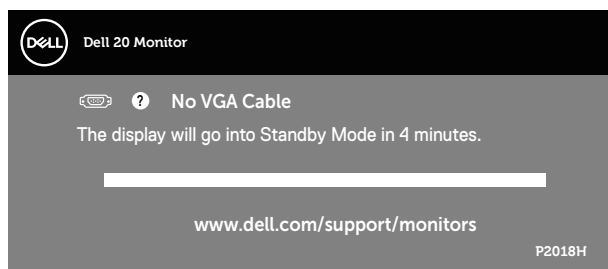 DELL
Dell 20 Monitor
? No VGA Cable
The display will go into Standby Mode in 4 minutes.
www.dell.com/support/monitors
P2018H